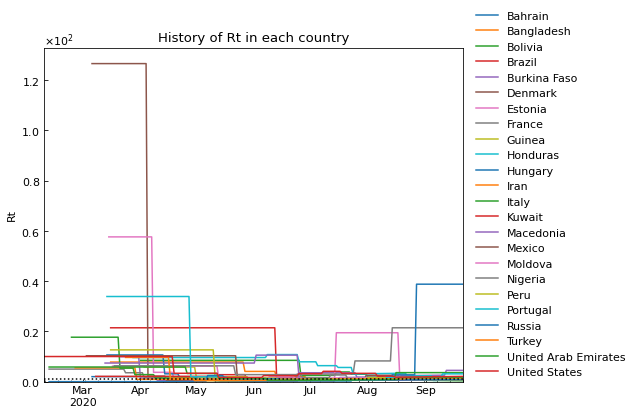 ×10²
History of Rt in each country
Rt
1.2
1.0
0.8
0.6
0.4
0.2
0.0
Mar
2020
Apr
May
Jun
Jul
Aug
Sep
Bahrain
Bangladesh
Bolivia
Brazil
Burkina Faso
Denmark
Estonia
France
Guinea
Honduras
Hungary
Iran
Italy
Kuwait
Macedonia
Mexico
Moldova
Nigeria
Peru
Portugal
Russia
Turkey
United Arab Emirates
United States